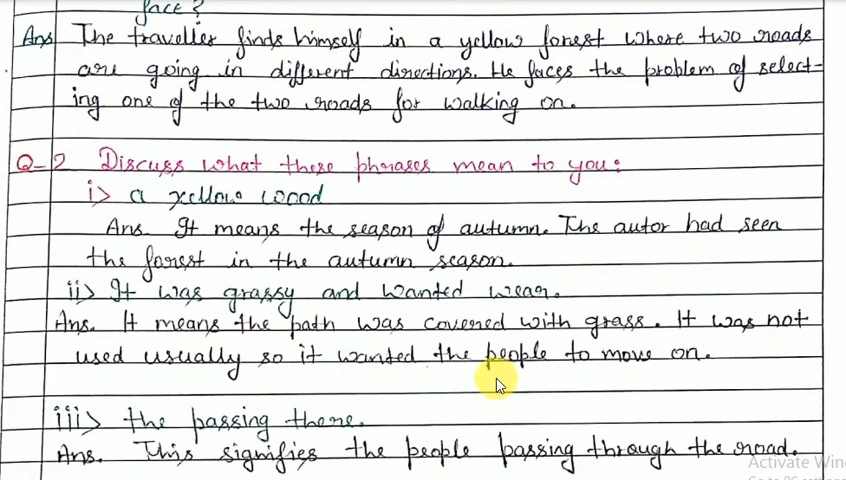 face?
Ans The traveller finds himself in a yellow forest where two roads
are going in different directions. He faces the problem of select-
ing one of the two roads for walking on.
Q-2 Discuss what these phrases mean to you:
i> a yellow wood
Ans. It means the season of autumn. The autor had seen
the forest in the autumn season.
ii> It was grassy and wanted wear.
Ans. It means the path was covered with grass. It was not
used usually so it wanted the people to move on.
iii> the passing there.
Ans. This signifies the people passing through the road.
Activate Win